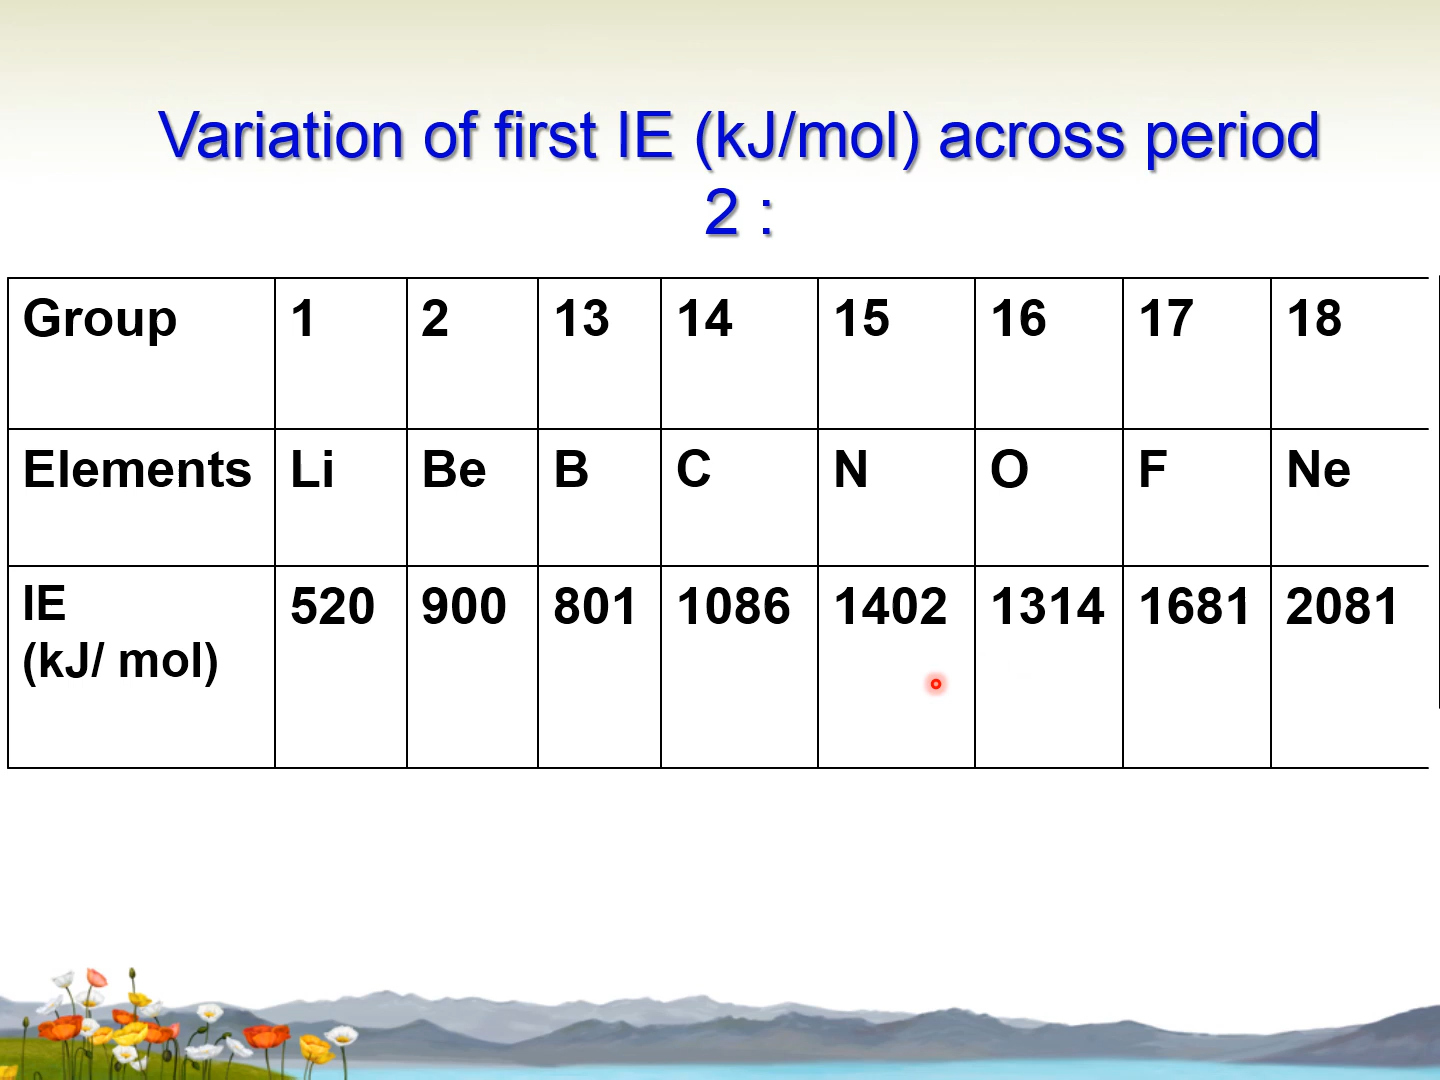 Variation of first IE (kJ/mol) across period
2 :
Group 1 2 13 14 15 16 17 18
Elements Li Be B C N O F Ne
IE 520 900 801 1086 1402 1314 1681 2081
(kJ/ mol)